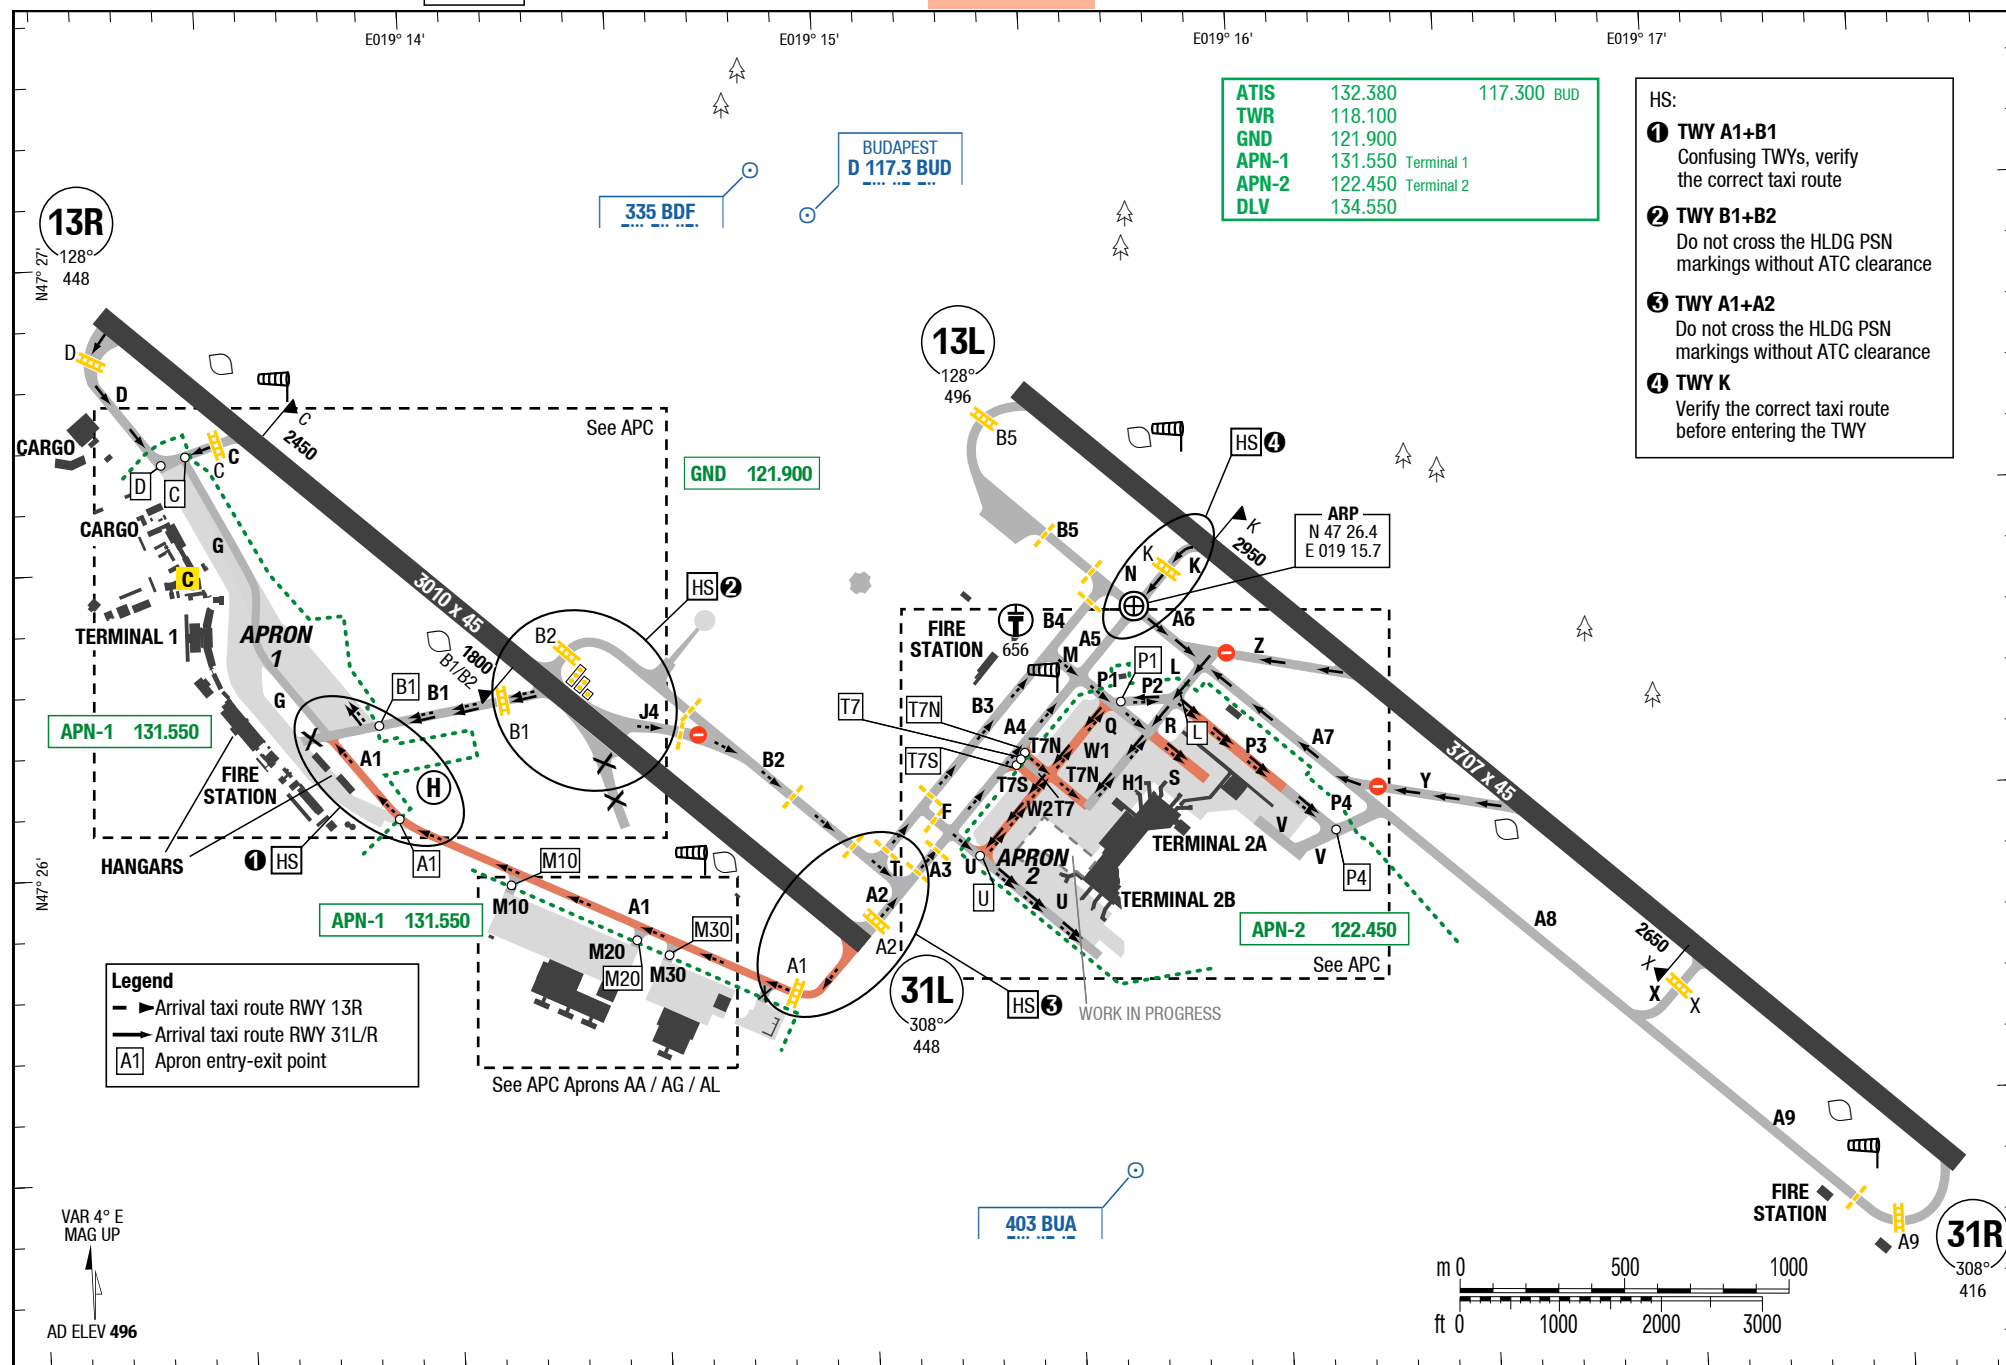 E019° 14'
E019° 15'
E019° 16'
E019° 17'
ATIS 132.380 117.300 BUD
TWR 118.100
GND 121.900
APN-1 131.550 Terminal 1
APN-2 122.450 Terminal 2
DLV 134.550
HS:
1 TWY A1+B1
Confusing TWYs, verify
the correct taxi route
2 TWY B1+B2
Do not cross the HLDG PSN
markings without ATC clearance
3 TWY A1+A2
Do not cross the HLDG PSN
markings without ATC clearance
4 TWY K
Verify the correct taxi route
before entering the TWY
BUDAPEST
D 117.3 BUD
335 BDF
13R
128°
448
N47° 27'
13L
128°
496
D
D
C
2450
See APC
CARGO
C
C
D
C
GND 121.900
B5
HS 4
CARGO
G
C
3010 x 45
HS 2
B5
K
2950
K
K
N
ARP
N 47 26.4
E 019 15.7
TERMINAL 1
APRON
1
1800
B1/B2
B2
FIRE
STATION
656
B4
A5
A6
M
Z
L
P1
P1
P2
B1
B1
G
B1
J4
T7
T7N
B3
A4
T7N
Q
R
L
W1
P3
A7
APN-1 131.550
A1
B2
T7S
T7S
T7N
H1
S
3707 x 45
FIRE
STATION
H
W2
T7
P4
Y
F
V
TERMINAL 2A
HANGARS
1 HS
A1
M10
T
A3
U
APRON
2
V
P4
N47° 26'
M10
A1
A2
U
U
TERMINAL 2B
APN-1 131.550
M30
A8
M20
A2
APN-2 122.450
2650
See APC
M20
M30
A1
X
X
X
31L
308°
448
HS 3
WORK IN PROGRESS
Legend
Arrival taxi route RWY 13R
Arrival taxi route RWY 31L/R
A1 Apron entry-exit point
See APC Aprons AA / AG / AL
A9
FIRE
STATION
A9
31R
308°
416
403 BUA
VAR 4° E
MAG UP
AD ELEV 496
m 0 500 1000
ft 0 1000 2000 3000